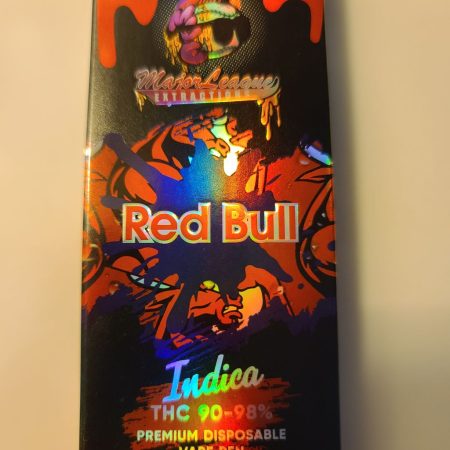 Major League
EXTRACTIONS
Red Bull
Indica
THC 90-98%
PREMIUM DISPOSABLE
VAPE PEN